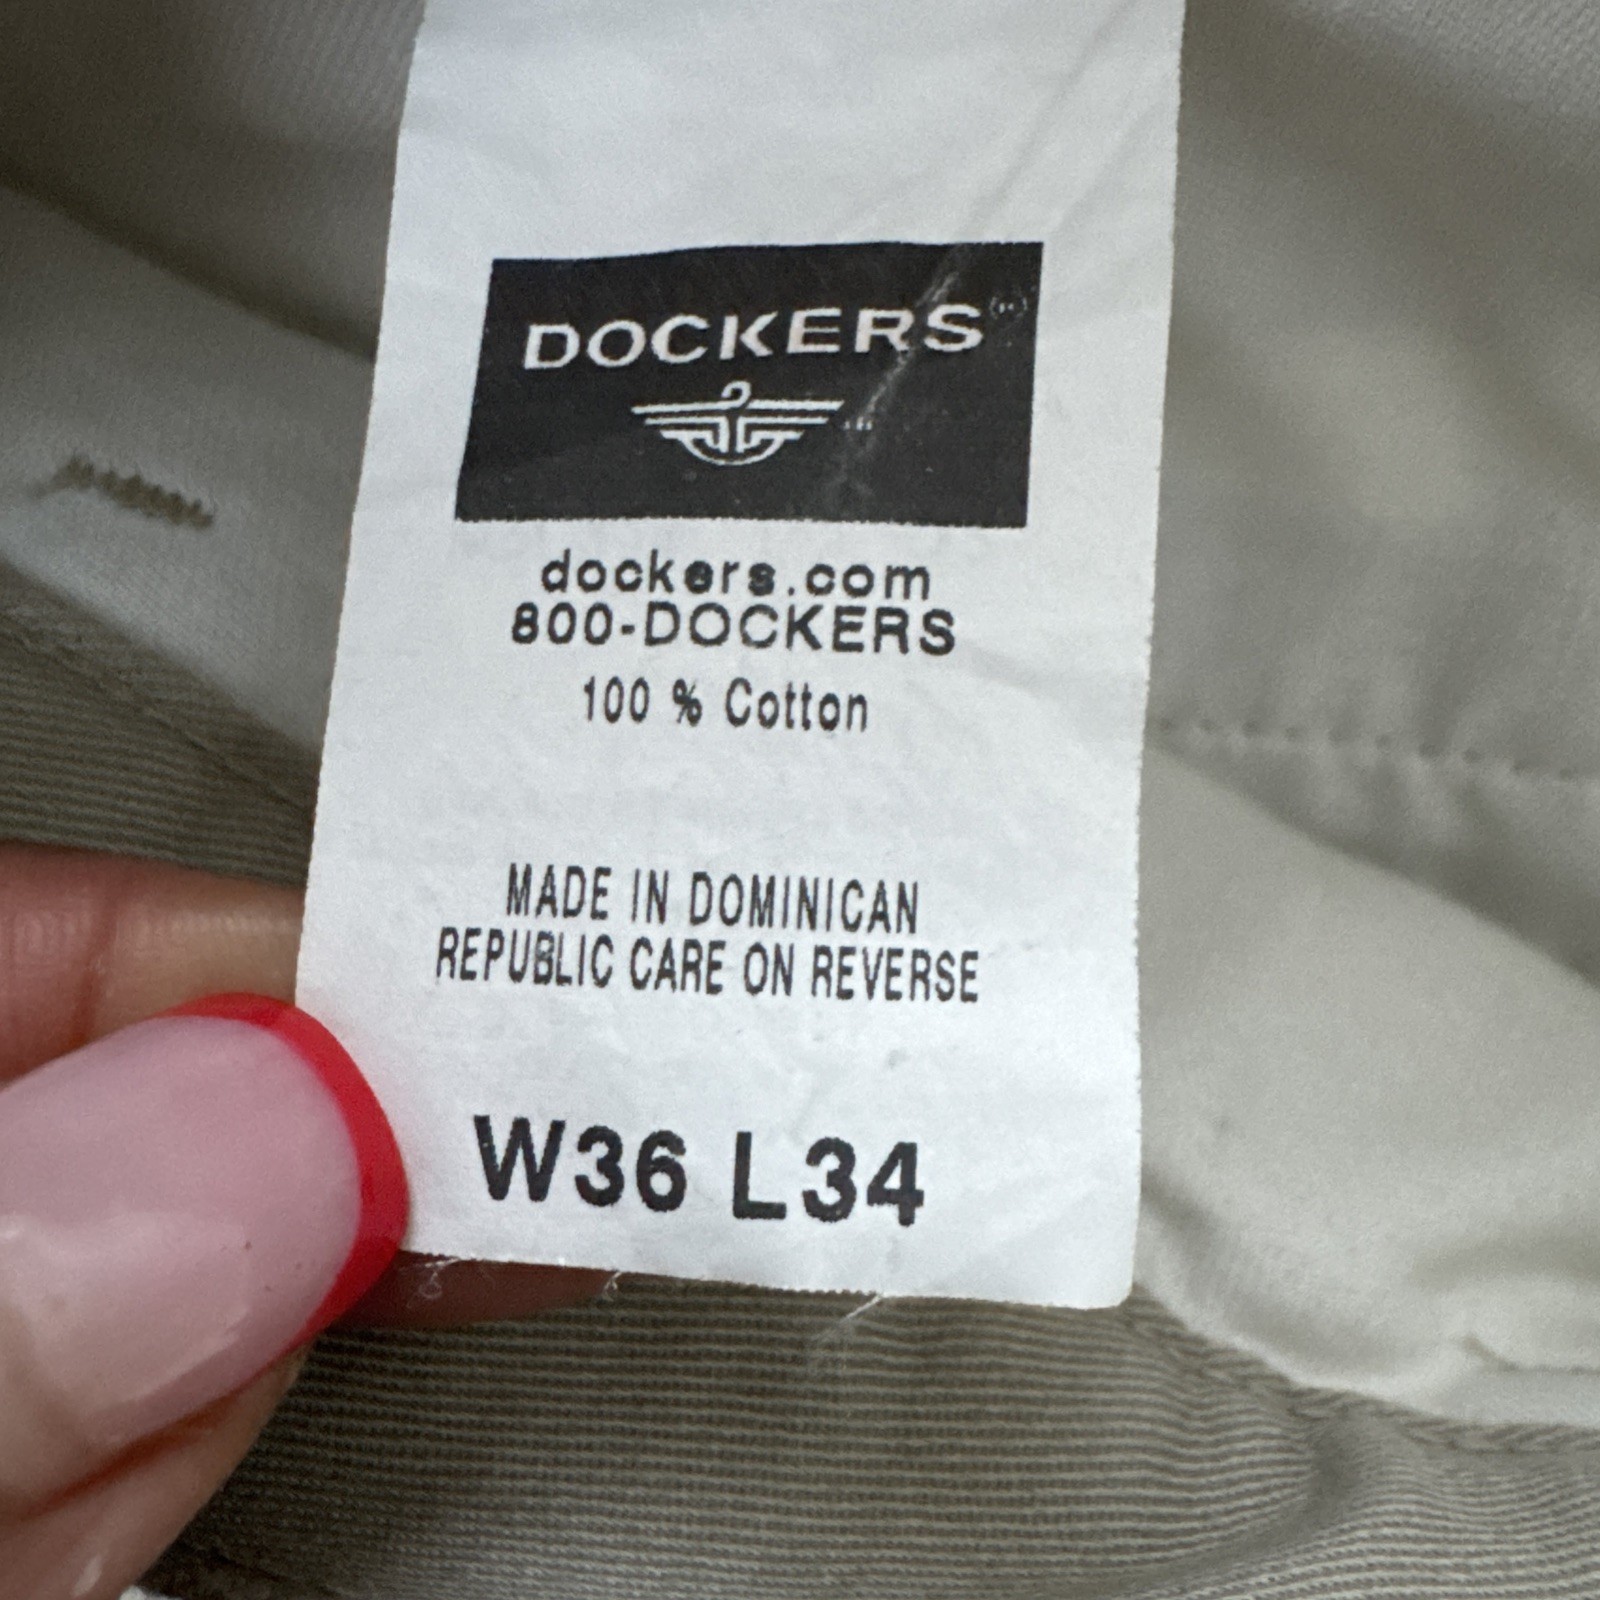 DOCKERS
dockers.com
800-DOCKERS
100 % Cotton
MADE IN DOMINICAN
REPUBLIC CARE ON REVERSE
W36 L34